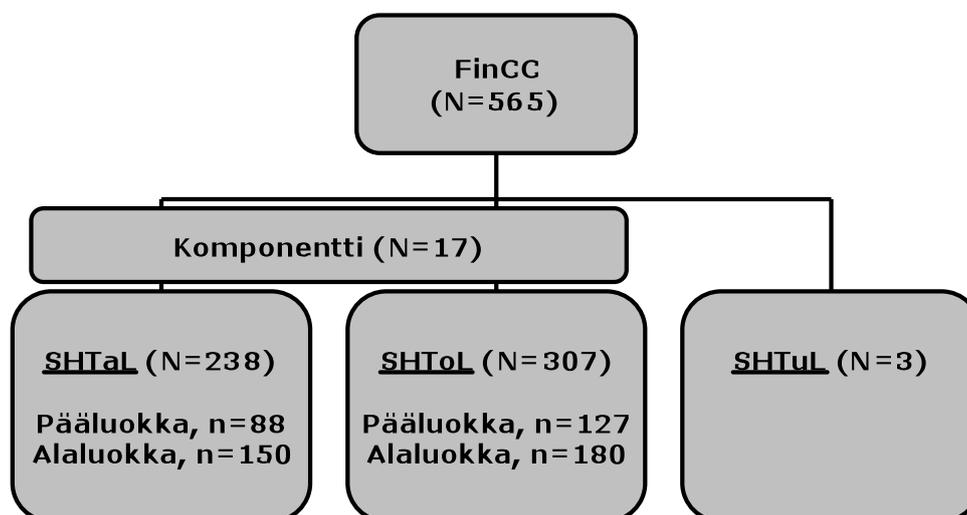 FinCC
(N=565)
Komponentti (N=17)
SHTaL (N=238)
Pääluokka, n=88
Alaluokka, n=150
SHToL (N=307)
Pääluokka, n=127
Alaluokka, n=180
SHTuL (N=3)